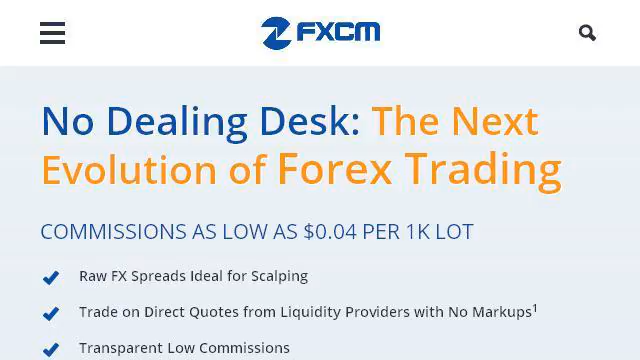 FXCM
No Dealing Desk: The Next
Evolution of Forex Trading
COMMISSIONS AS LOW AS $0.04 PER 1K LOT
Raw FX Spreads Ideal for Scalping
Trade on Direct Quotes from Liquidity Providers with No Markups¹
Transparent Low Commissions